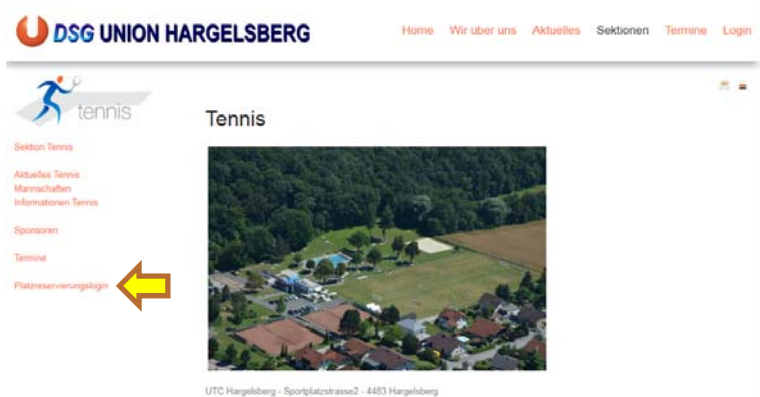 DSG UNION HARGELSBERG
Home Wir über uns Aktuelles Sektionen Termine Login
tennis
Tennis
Sektion Tennis
Aktuelles Tennis
Mannschaften
Informationen Tennis
Sponsoren
Termine
Platzreservierungslogin
UTC Hargelsberg - Sportplatzstrasse2 - 4483 Hargelsberg